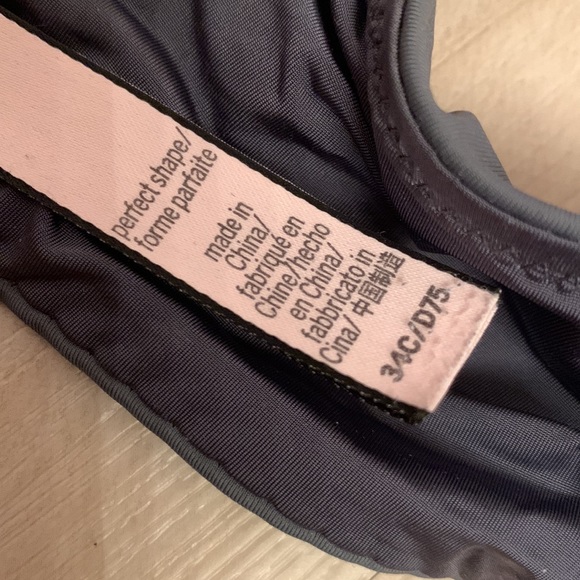 perfect shape/
forme parfaite
made in
China/
fabriqué en
Chine/hecho
en China/
fabbricato in
Cina/ 中国制造
34C/D75